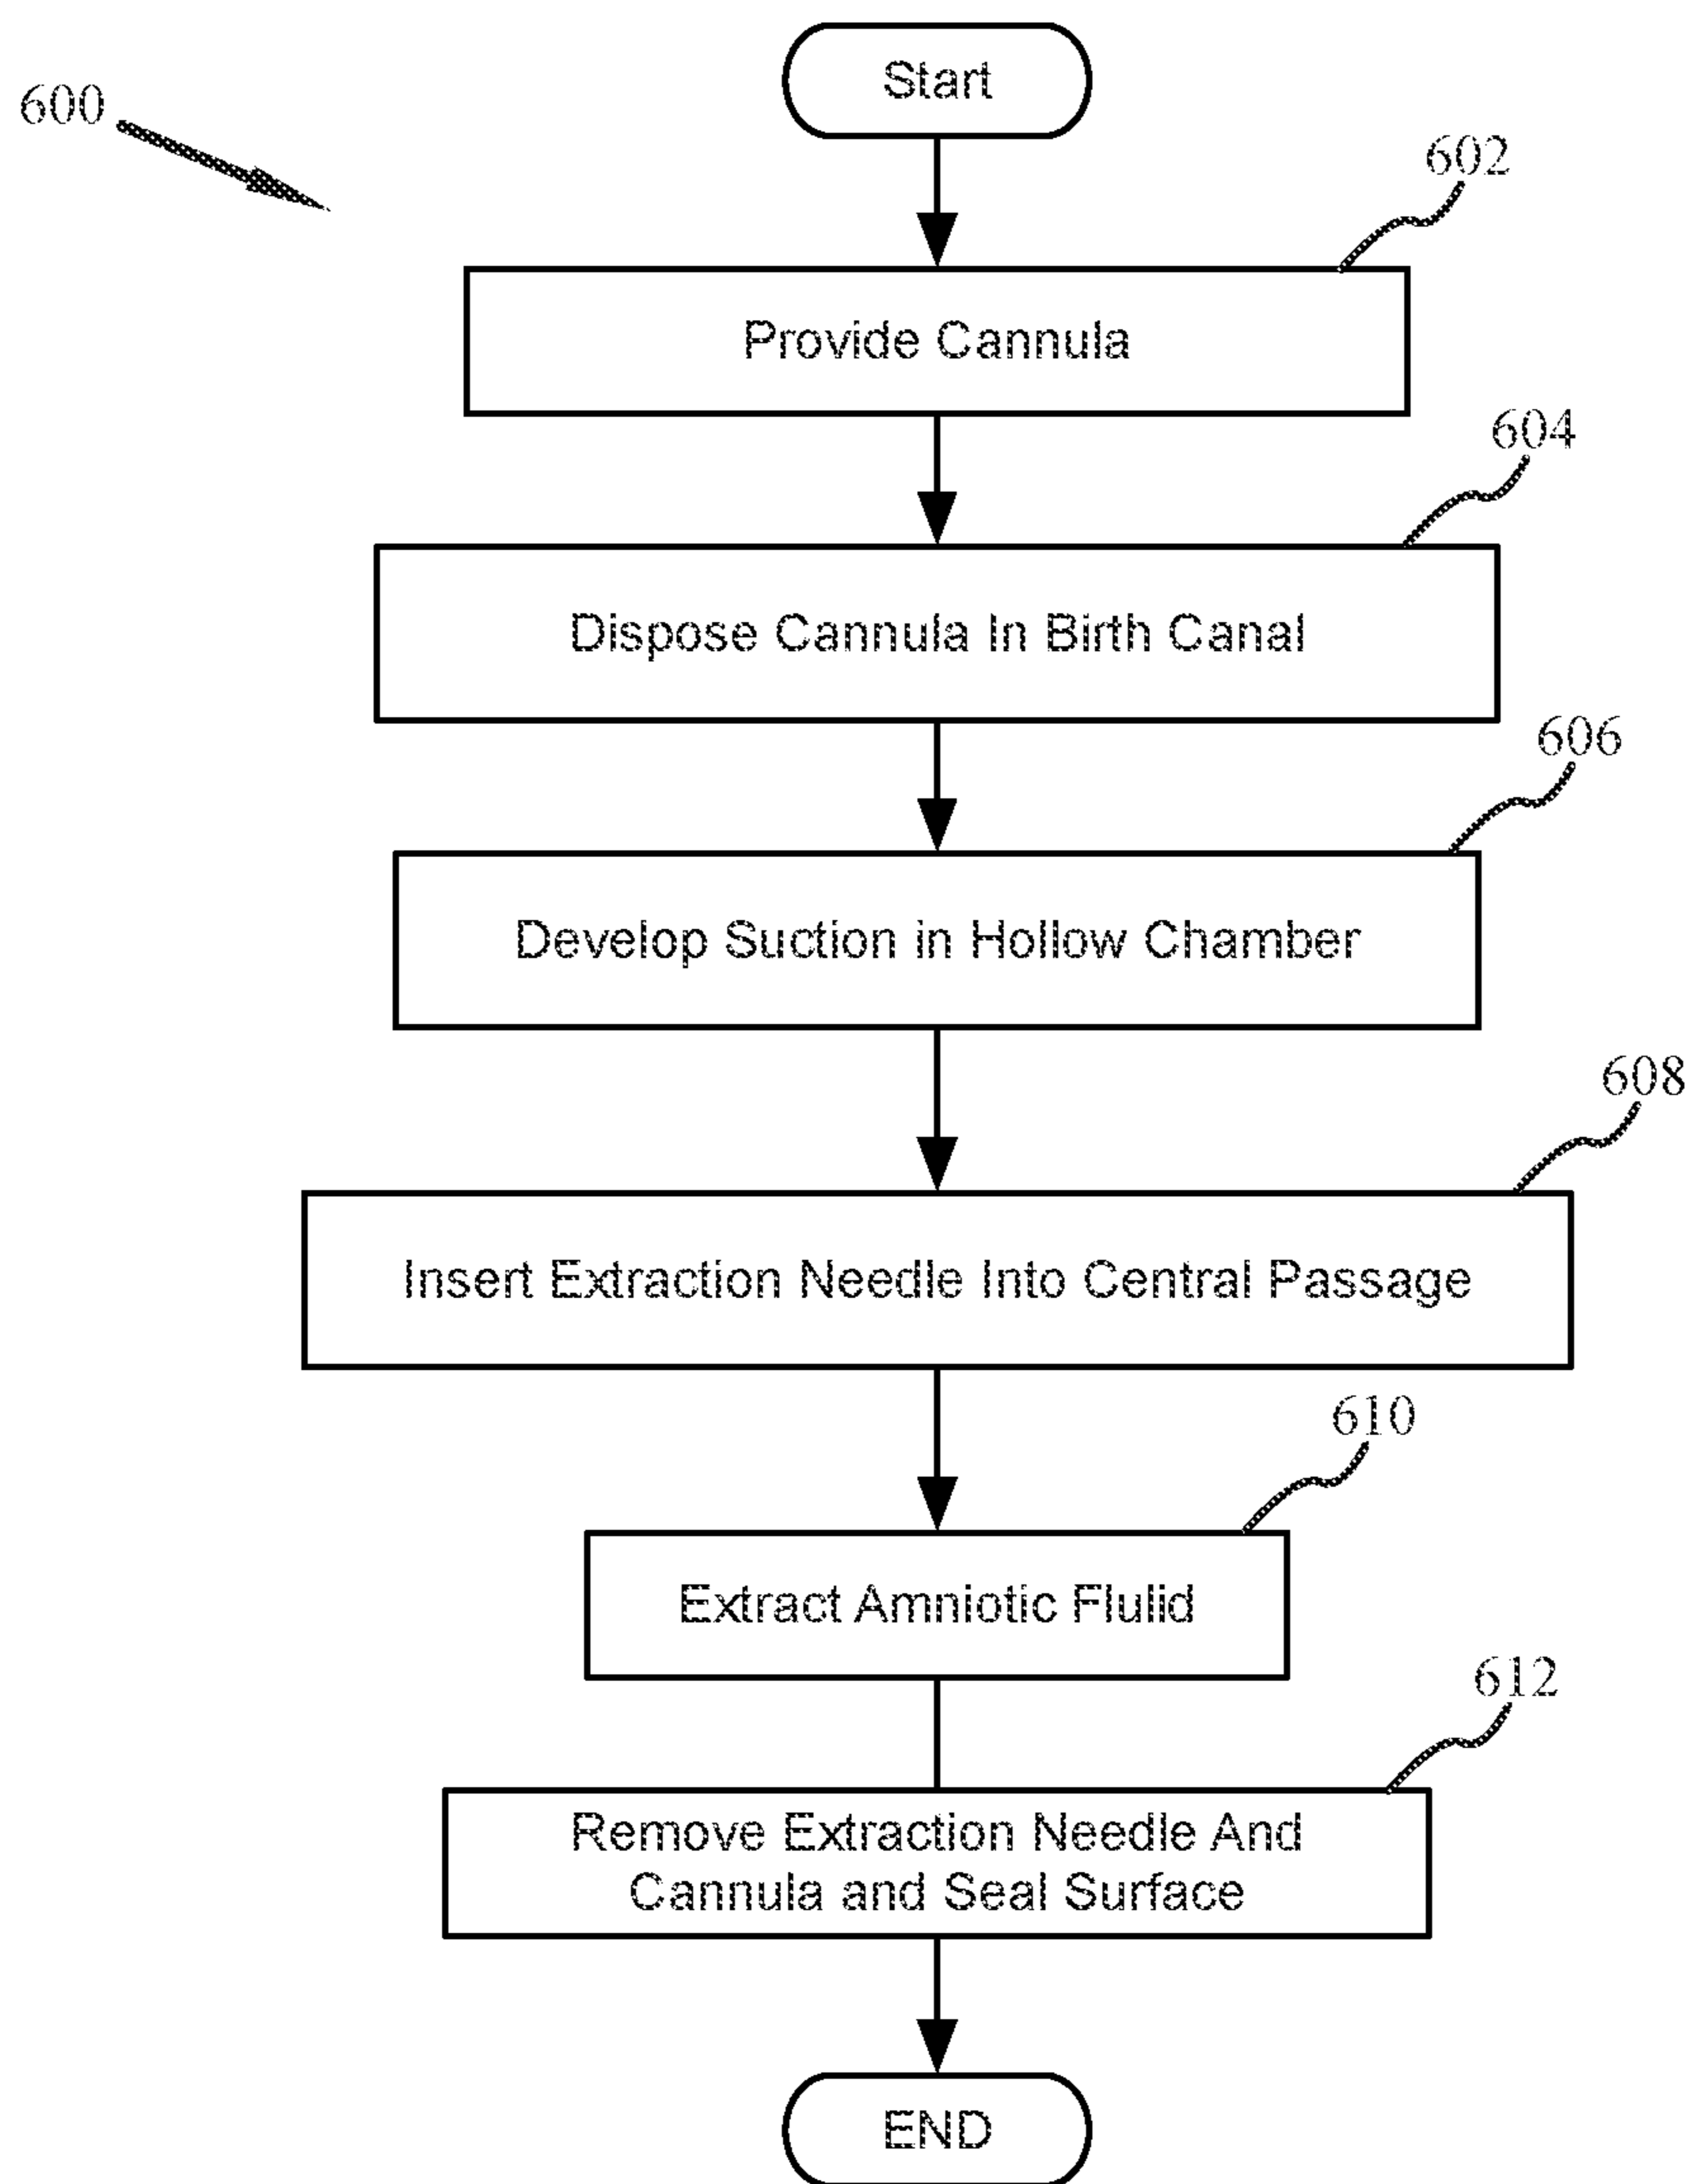 Start
600
602
Provide Cannula
604
Dispose Cannula In Birth Canal
606
Develop Suction in Hollow Chamber
608
Insert Extraction Needle Into Central Passage
610
Extract Amniotic Flulid
612
Remove Extraction Needle And
Cannula and Seal Surface
END